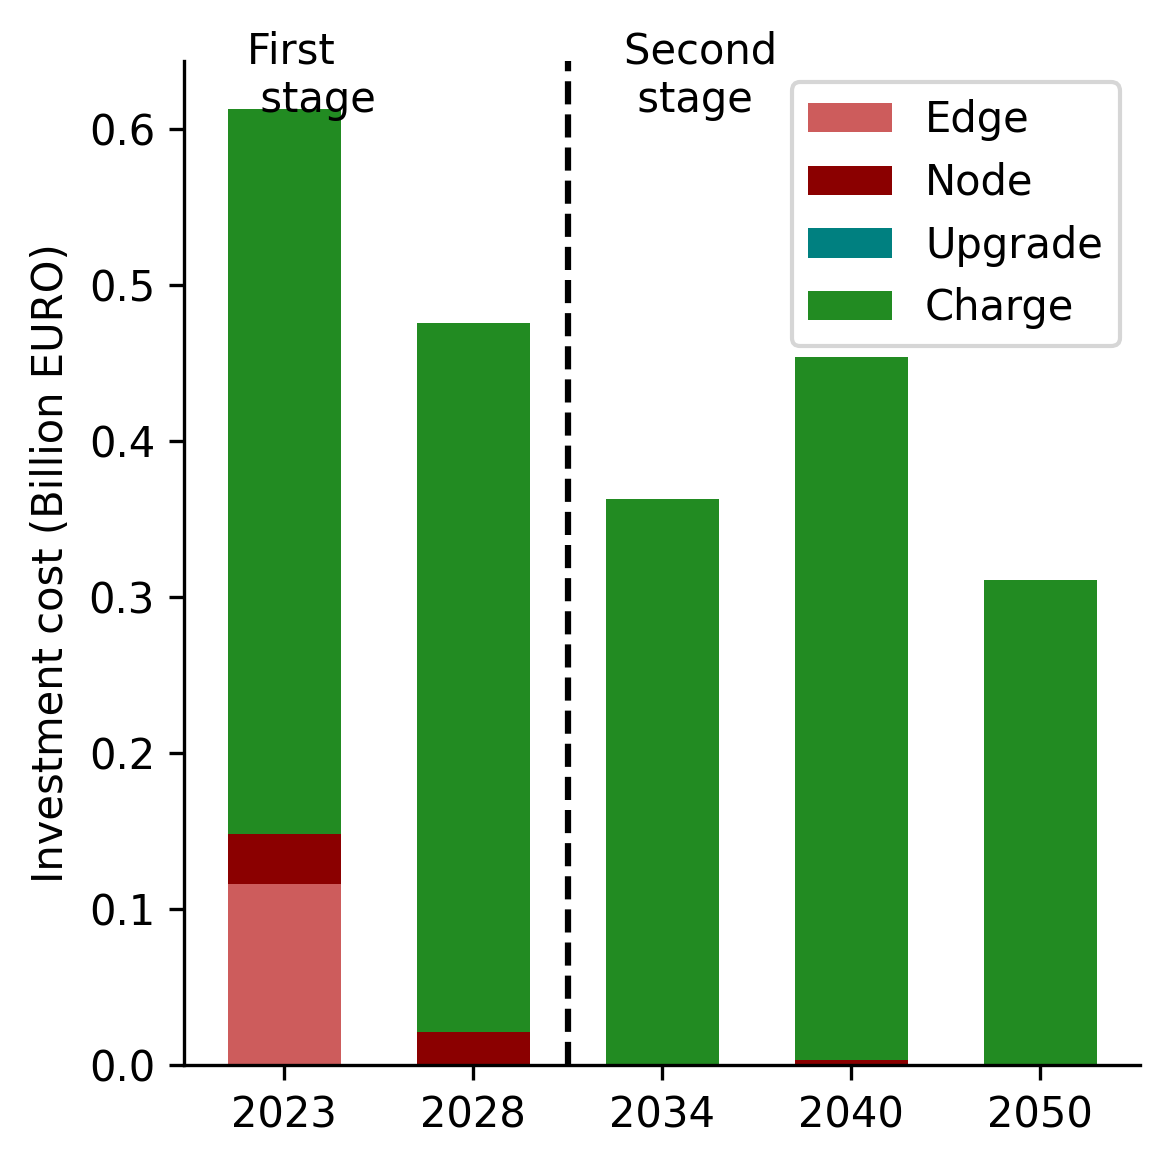 First
stage
Second
stage
Edge
Node
Upgrade
Charge
Investment cost (Billion EURO)
0.6
0.5
0.4
0.3
0.2
0.1
0.0
2023 2028 2034 2040 2050